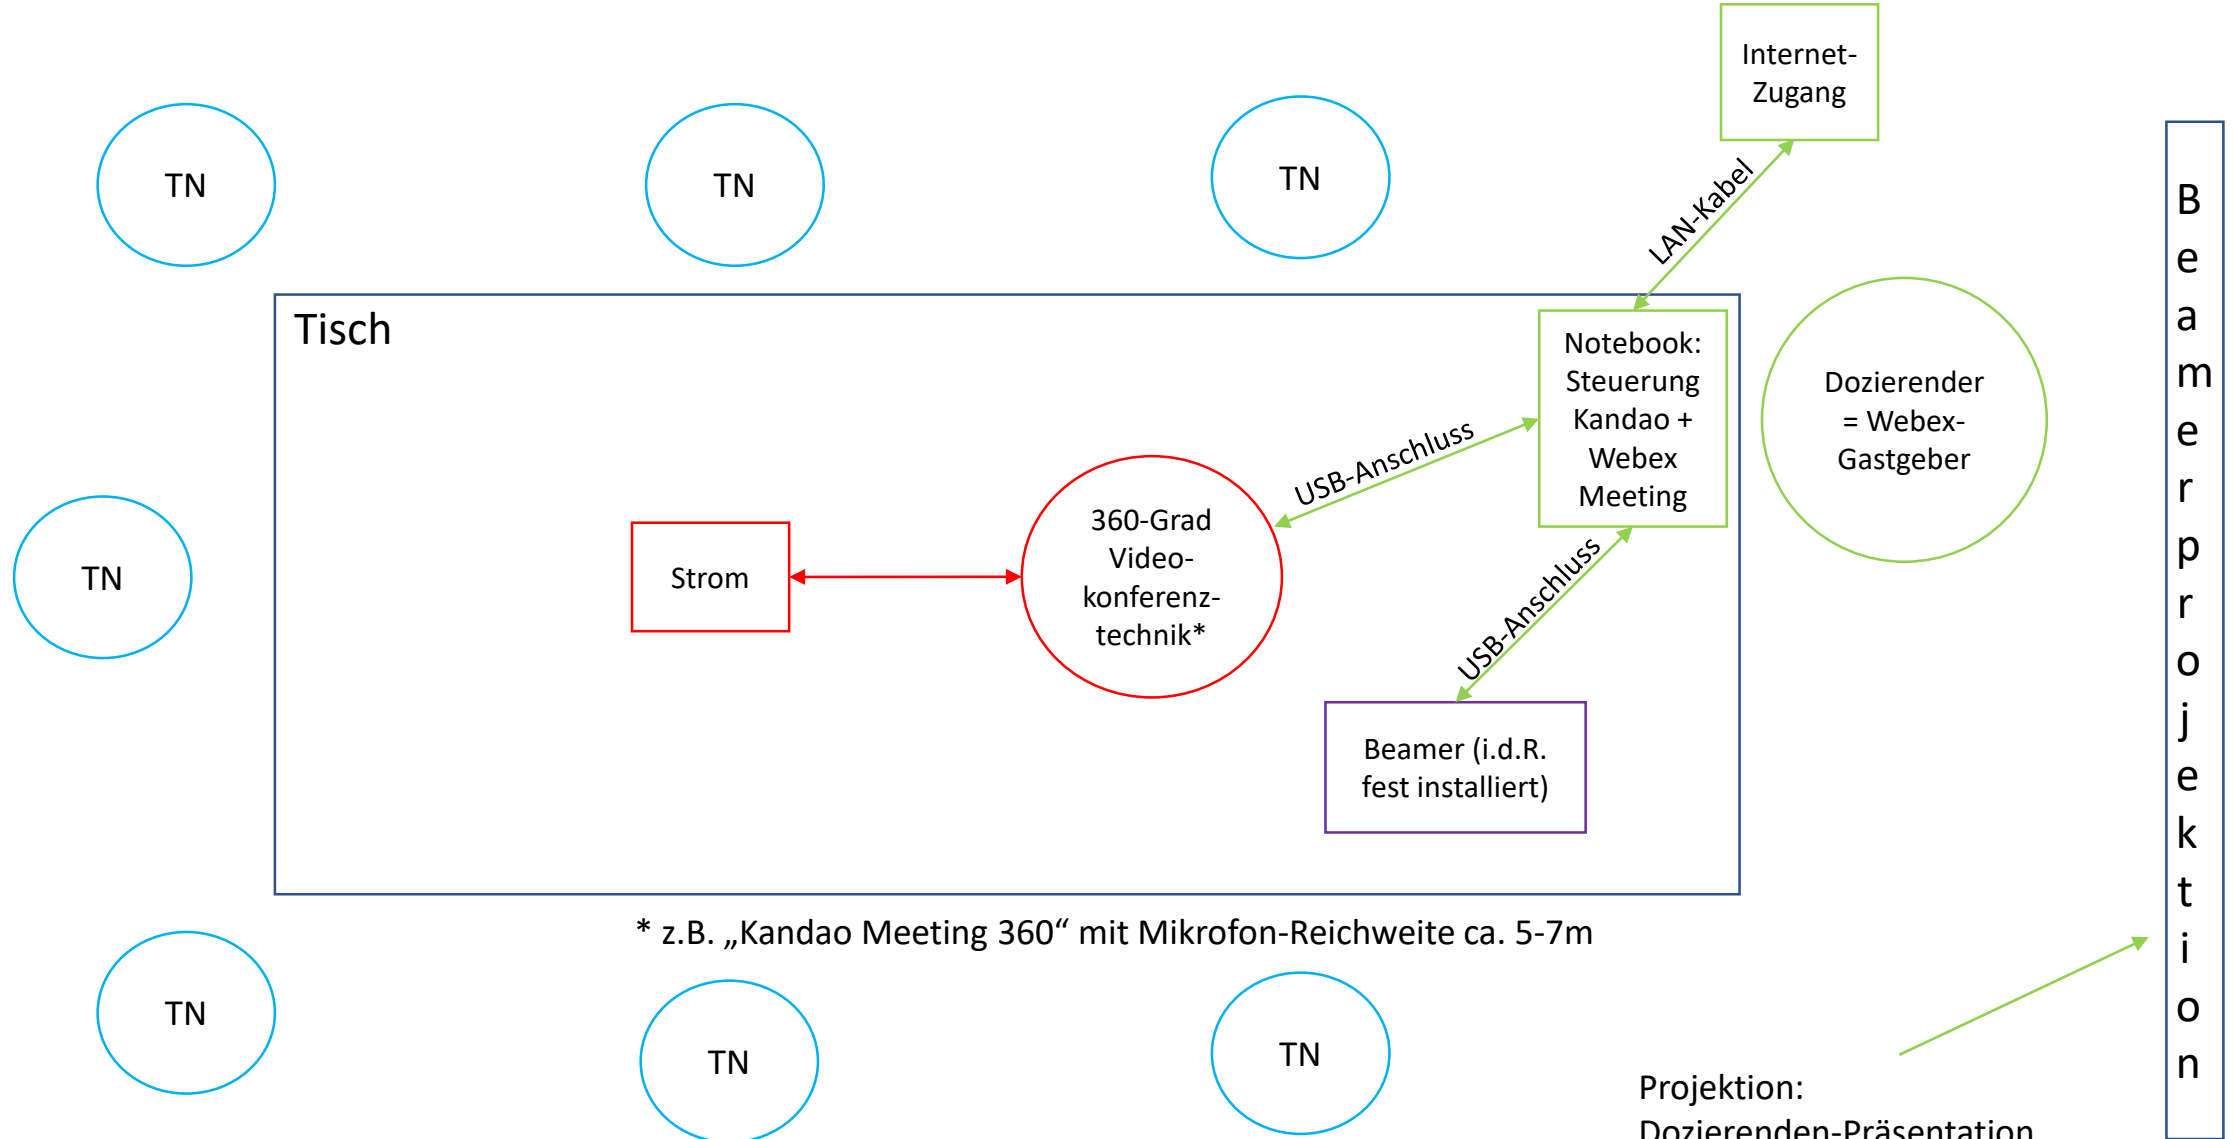 Internet-
Zugang
TN
TN
TN
LAN-Kabel
Tisch
Notebook:
Steuerung
Kandao +
Webex
Meeting
Dozierender
= Webex-
Gastgeber
USB-Anschluss
360-Grad
Video-
konferenz-
technik*
Strom
TN
USB-Anschluss
Beamer (i.d.R.
fest installiert)
* z.B. „Kandao Meeting 360“ mit Mikrofon-Reichweite ca. 5-7m
TN
TN
TN
Projektion:
Dozierenden-Präsentation
Beamerprojektion